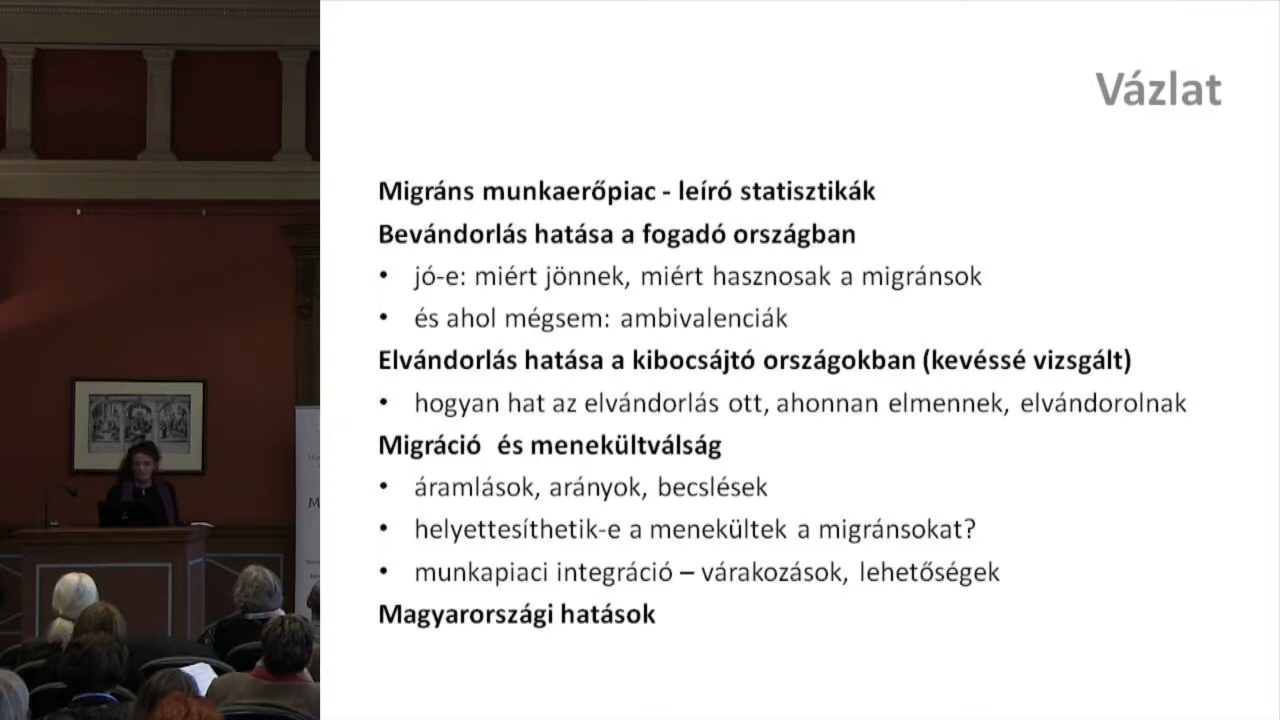 Vázlat
Migráns munkaerőpiac - leíró statisztikák
Bevándorlás hatása a fogadó országban
• jó-e: miért jönnek, miért hasznosak a migránsok
• és ahol mégsem: ambivalenciák
Elvándorlás hatása a kibocsájtó országokban (kevéssé vizsgált)
• hogyan hat az elvándorlás ott, ahonnan elmennek, elvándorolnak
Migráció és menekültválság
• áramlások, arányok, becslések
• helyettesíthetik-e a menekültek a migránsokat?
• munkapiaci integráció – várakozások, lehetőségek
Magyarországi hatások